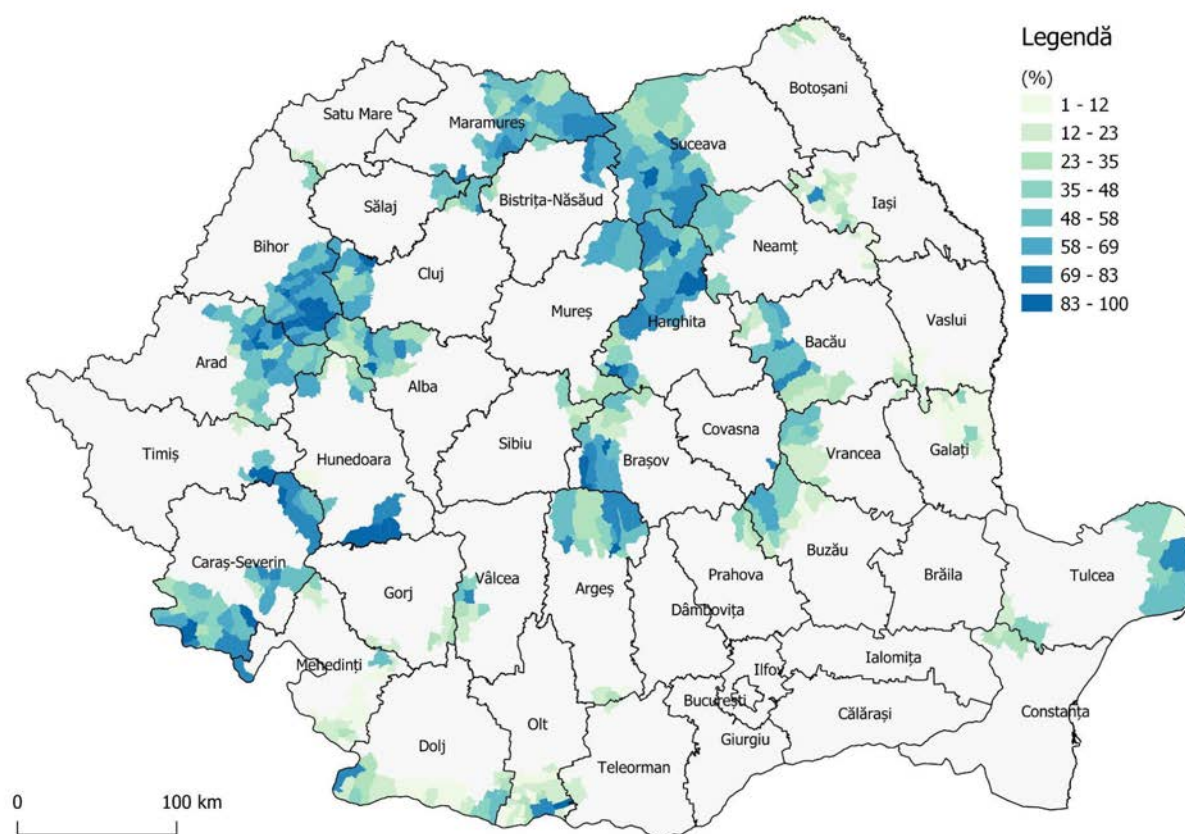 Legendă
(%)
1 - 12
12 - 23
23 - 35
35 - 48
48 - 58
58 - 69
69 - 83
83 - 100
Botoșani
Satu Mare
Maramureș
Suceava
Sălaj
Bistrița-Năsăud
Iași
Bihor
Cluj
Neamț
Mureș
Harghita
Vaslui
Bacău
Arad
Alba
Timiș
Hunedoara
Sibiu
Brașov
Covasna
Vrancea
Galați
Caraș-Severin
Gorj
Vâlcea
Argeș
Dâmbovița
Prahova
Buzău
Brăila
Tulcea
Mehedinți
Ilfov
Ialomița
București
Călărași
Constanța
Dolj
Olt
Giurgiu
Teleorman
0 100 km